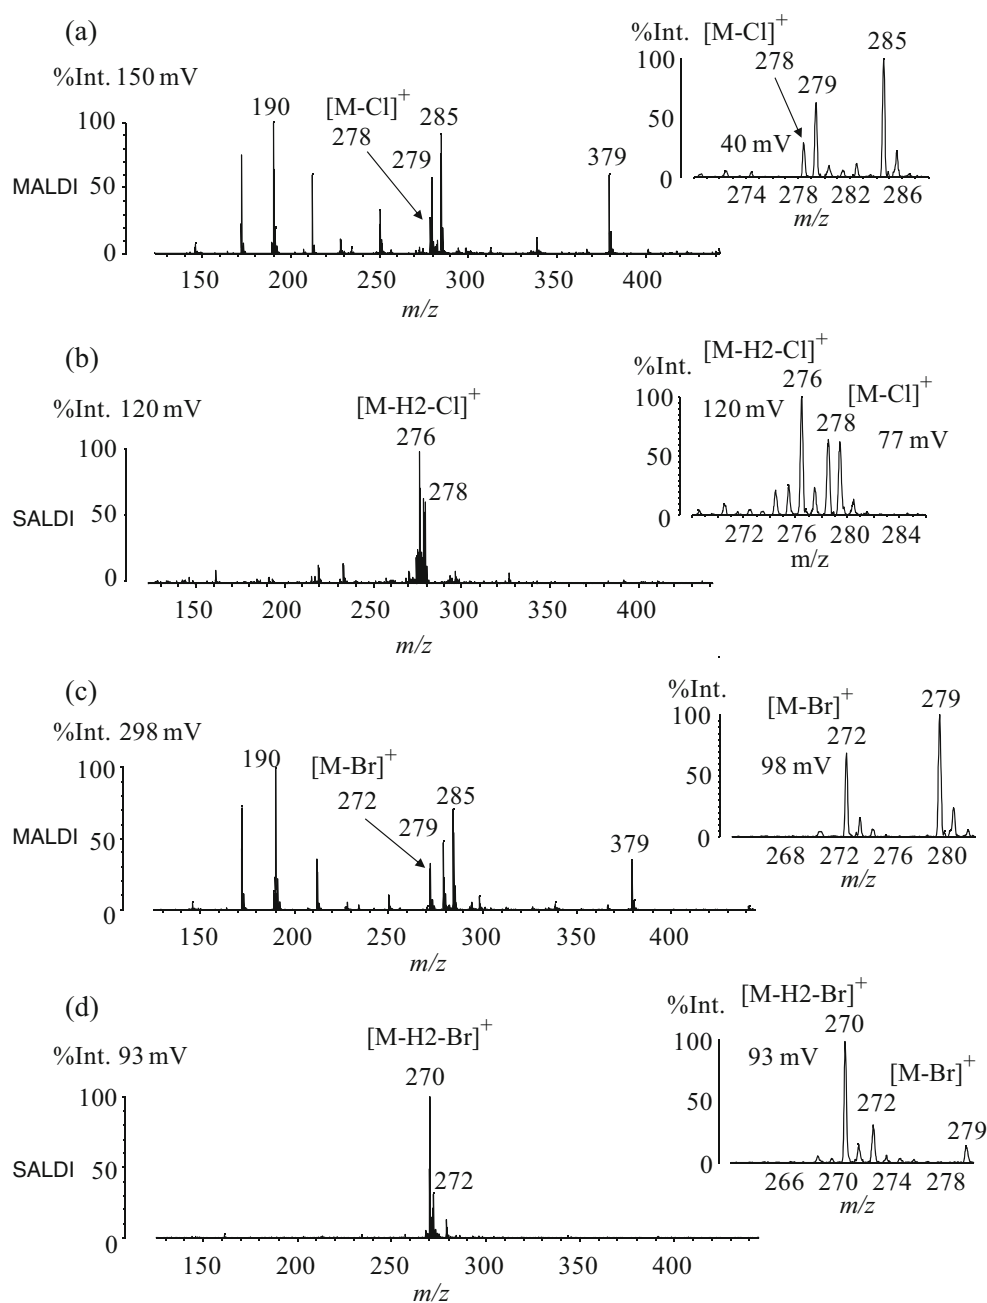 (a)
%Int. 150 mV
MALDI
100
50
0
190
[M-Cl]+
278
279
285
379
150 200 250 300 350 400
m/z
%Int. [M-Cl]+
278
279
285
100
50
0
40 mV
274 278 282 286
m/z
(b)
%Int. 120 mV
SALDI
100
50
0
[M-H2-Cl]+
276
278
150 200 250 300 350 400
m/z
[M-H2-Cl]+
%Int.
276
[M-Cl]+
120 mV
278
77 mV
100
50
0
272 276 280 284
m/z
(c)
%Int. 298 mV
MALDI
100
50
0
190
[M-Br]+
272
279
285
379
150 200 250 300 350 400
m/z
%Int.
[M-Br]+
272
279
98 mV
100
50
0
268 272 276 280
m/z
(d)
%Int. 93 mV
SALDI
100
50
0
[M-H2-Br]+
270
272
150 200 250 300 350 400
m/z
%Int. [M-H2-Br]+
270
93 mV
[M-Br]+
272
279
100
50
0
266 270 274 278
m/z